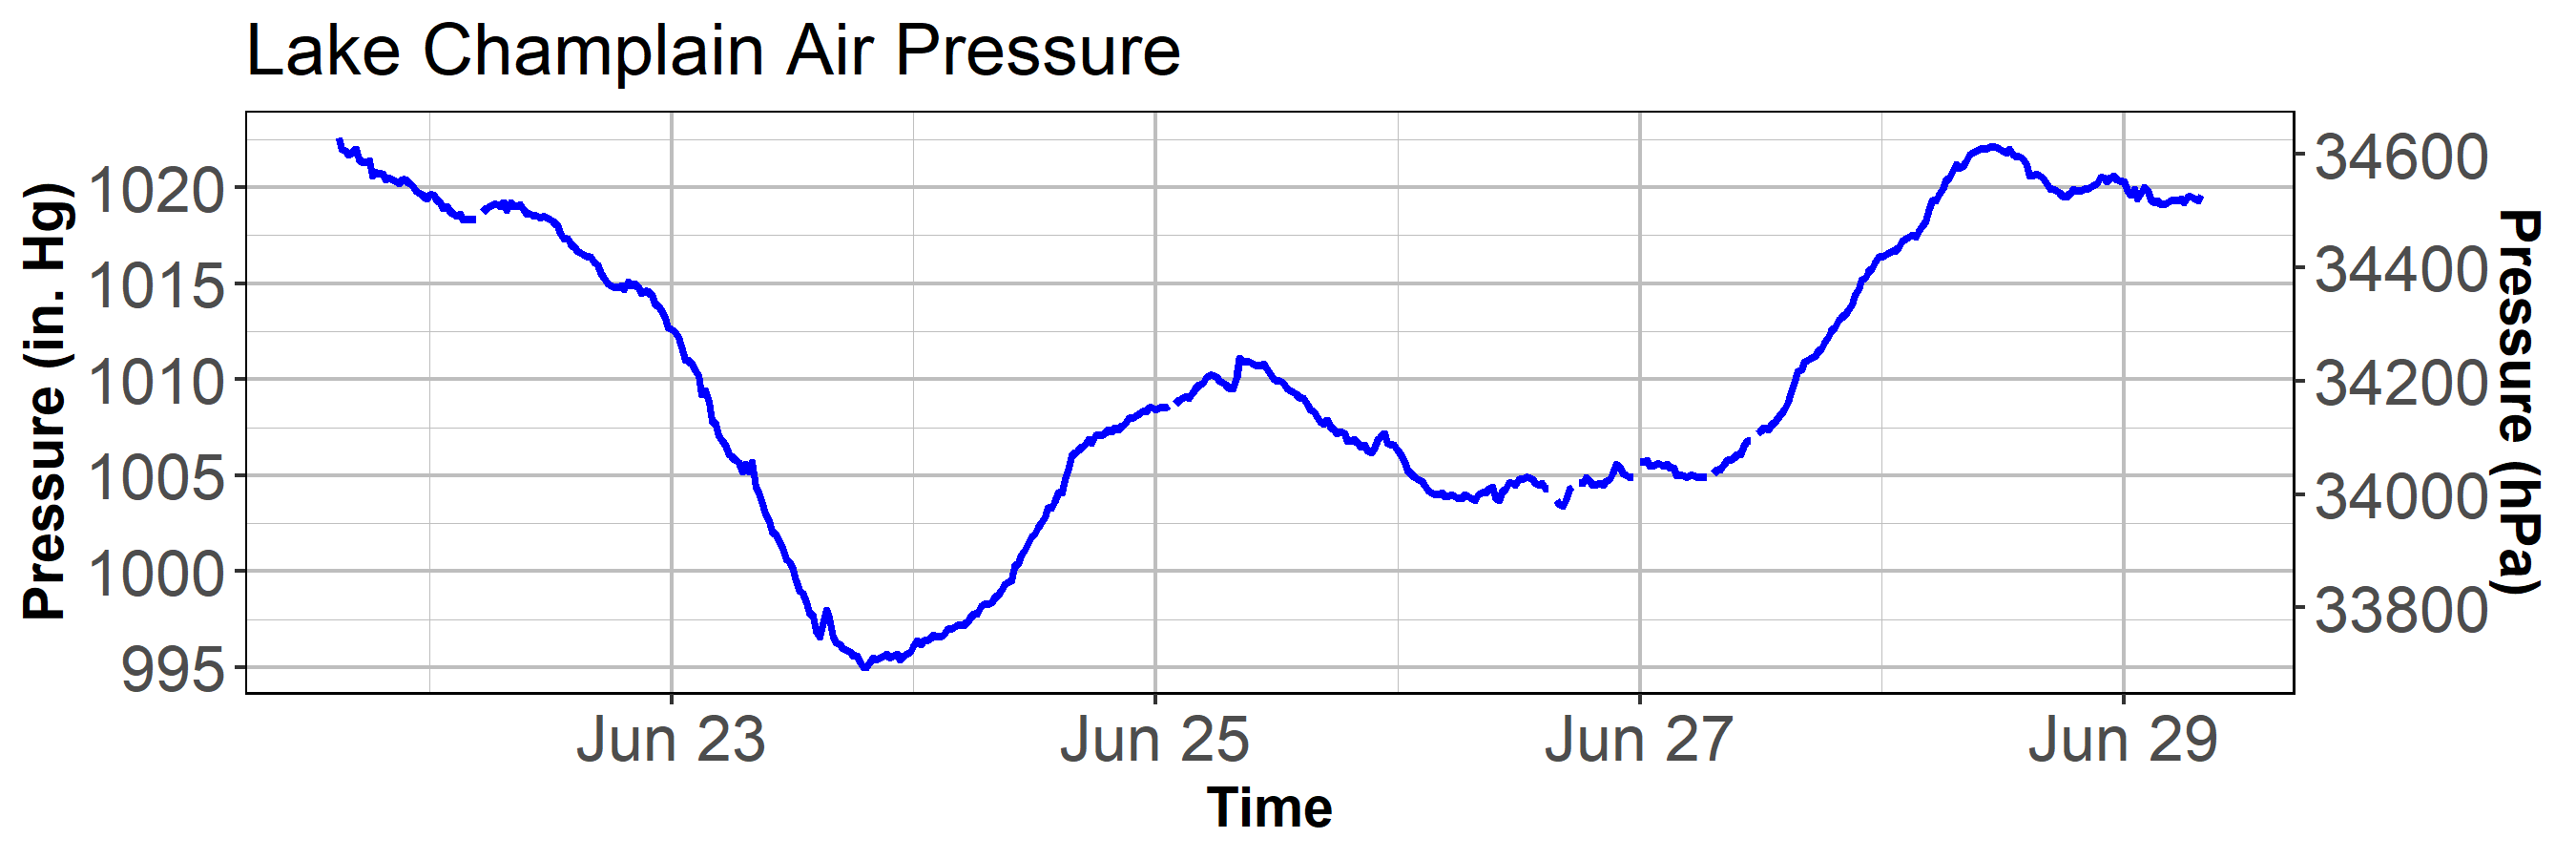 Lake Champlain Air Pressure
Pressure (in. Hg)
1020
1015
1010
1005
1000
995
34600
34400
34200
34000
33800
Pressure (hPa)
Jun 23 Jun 25 Jun 27 Jun 29
Time